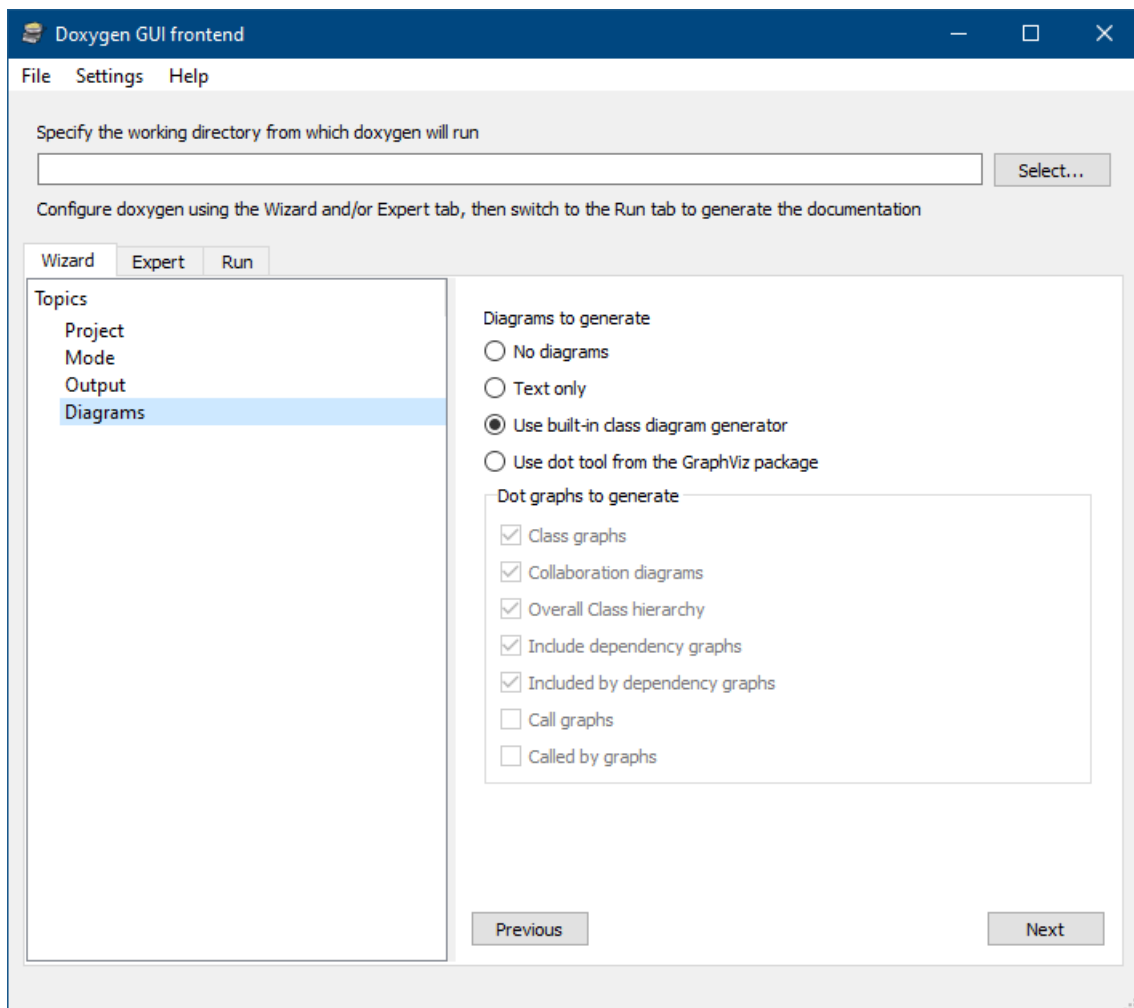 Doxygen GUI frontend
File Settings Help
Specify the working directory from which doxygen will run
Select...
Configure doxygen using the Wizard and/or Expert tab, then switch to the Run tab to generate the documentation
Wizard Expert Run
Topics
Project
Mode
Output
Diagrams
Diagrams to generate
No diagrams
Text only
Use built-in class diagram generator
Use dot tool from the GraphViz package
Dot graphs to generate
Class graphs
Collaboration diagrams
Overall Class hierarchy
Include dependency graphs
Included by dependency graphs
Call graphs
Called by graphs
Previous Next